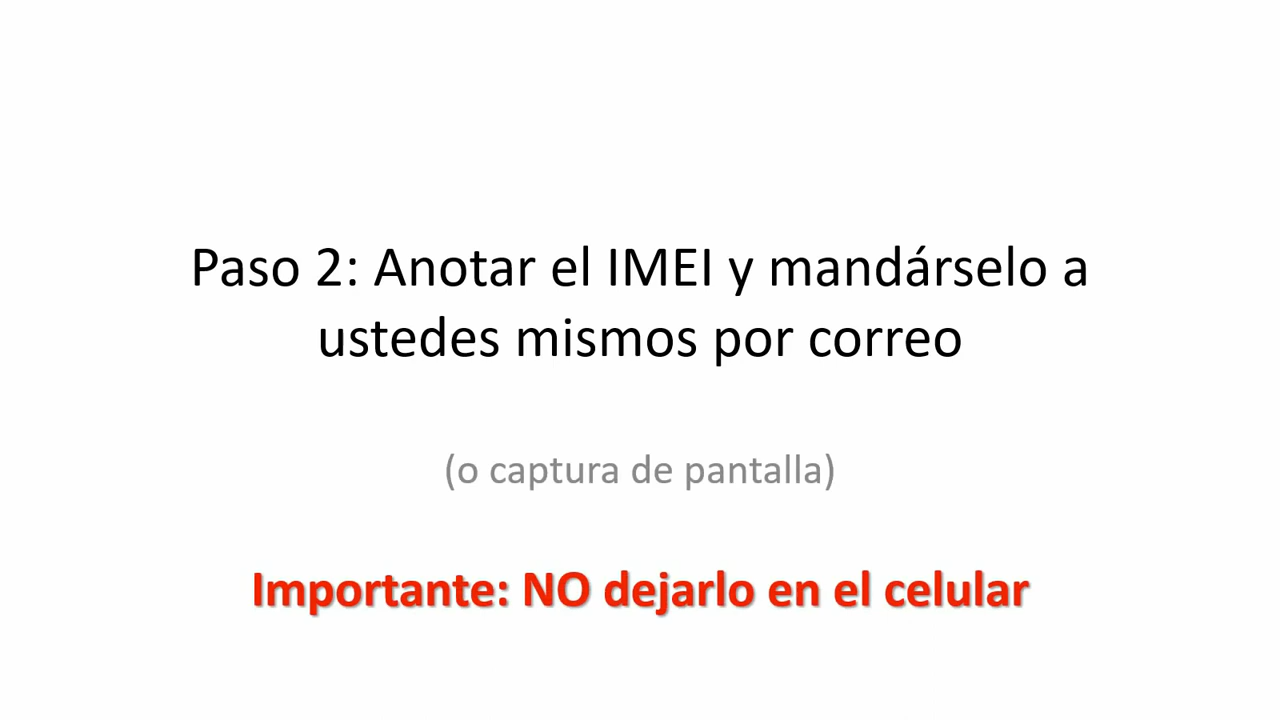 Paso 2: Anotar el IMEI y mandárselo a
ustedes mismos por correo
(o captura de pantalla)
Importante: NO dejarlo en el celular